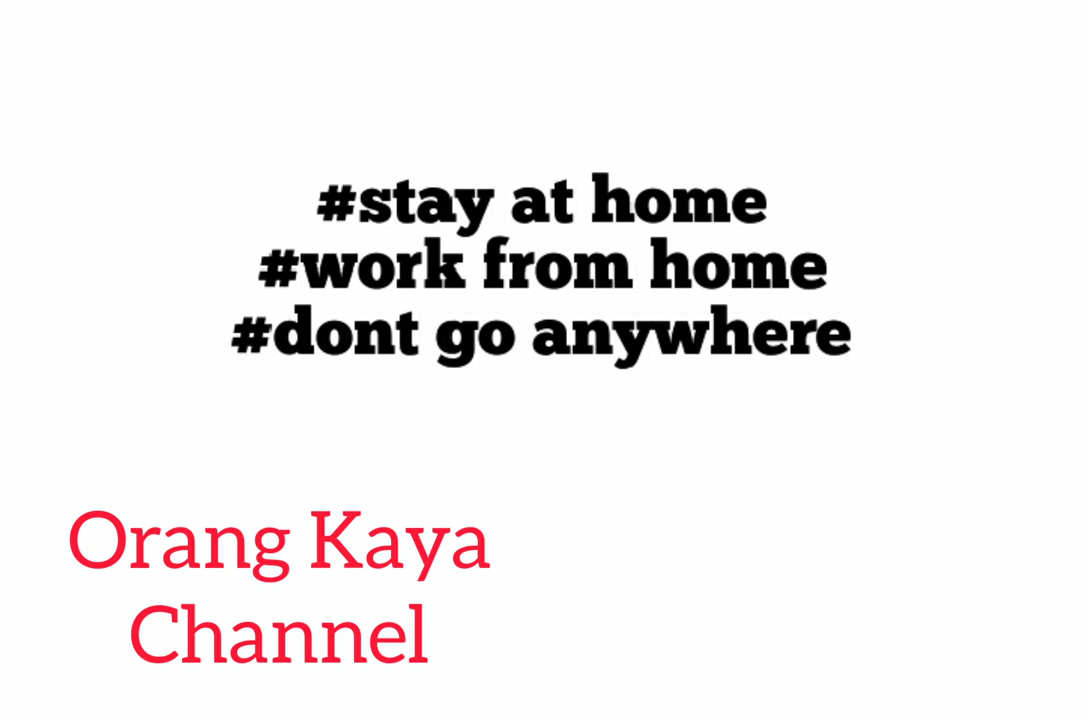 #stay at home
#work from home
#dont go anywhere
Orang Kaya
Channel